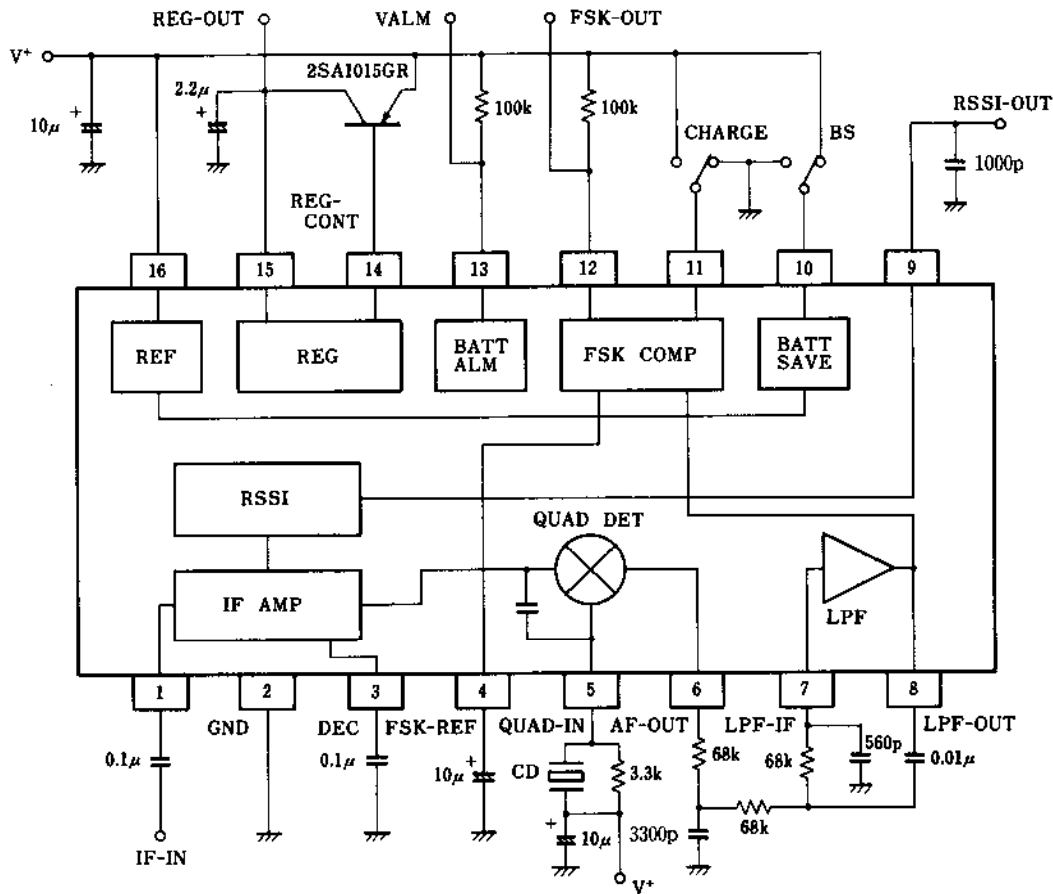 REG-OUT
VALM
FSK-OUT
V+
2SA1015GR
2.2μ
+
10μ
+
100k
100k
CHARGE
BS
RSSI-OUT
1000p
REG-
CONT
16
15
14
13
12
11
10
9
REF
REG
BATT
ALM
FSK COMP
BATT
SAVE
RSSI
QUAD DET
IF AMP
LPF
1
2
3
4
5
6
7
8
GND
DEC
FSK-REF
QUAD-IN
AF-OUT
LPF-IF
LPF-OUT
0.1μ
0.1μ
10μ
+
CD
3.3k
68k
68k
560p
0.01μ
+
10μ
3300p
68k
IF-IN
V+